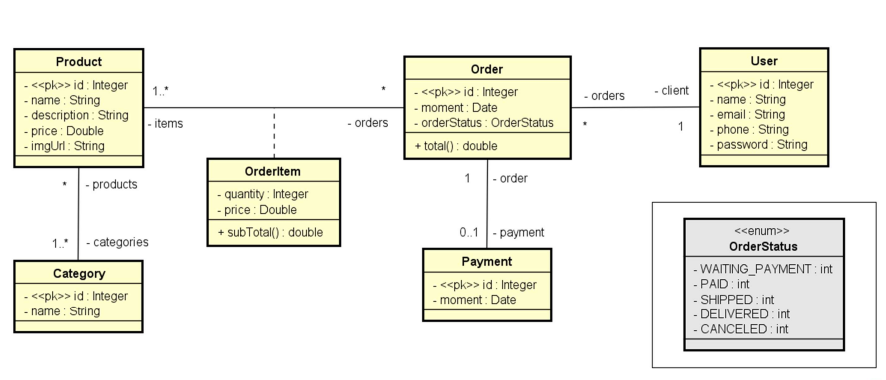 Product
- <<pk>> id : Integer
- name : String
- description : String
- price : Double
- imgUrl : String
1..*
*
- items
- orders
Order
- <<pk>> id : Integer
- moment : Date
- orderStatus : OrderStatus
+ total() : double
- orders
- client
*
1
User
- <<pk>> id : Integer
- name : String
- email : String
- phone : String
- password : String
OrderItem
- quantity : Integer
- price : Double
+ subTotal() : double
* - products
1..* - categories
Category
- <<pk>> id : Integer
- name : String
1 - order
0..1 - payment
Payment
- <<pk>> id : Integer
- moment : Date
<<enum>>
OrderStatus
- WAITING_PAYMENT : int
- PAID : int
- SHIPPED : int
- DELIVERED : int
- CANCELED : int